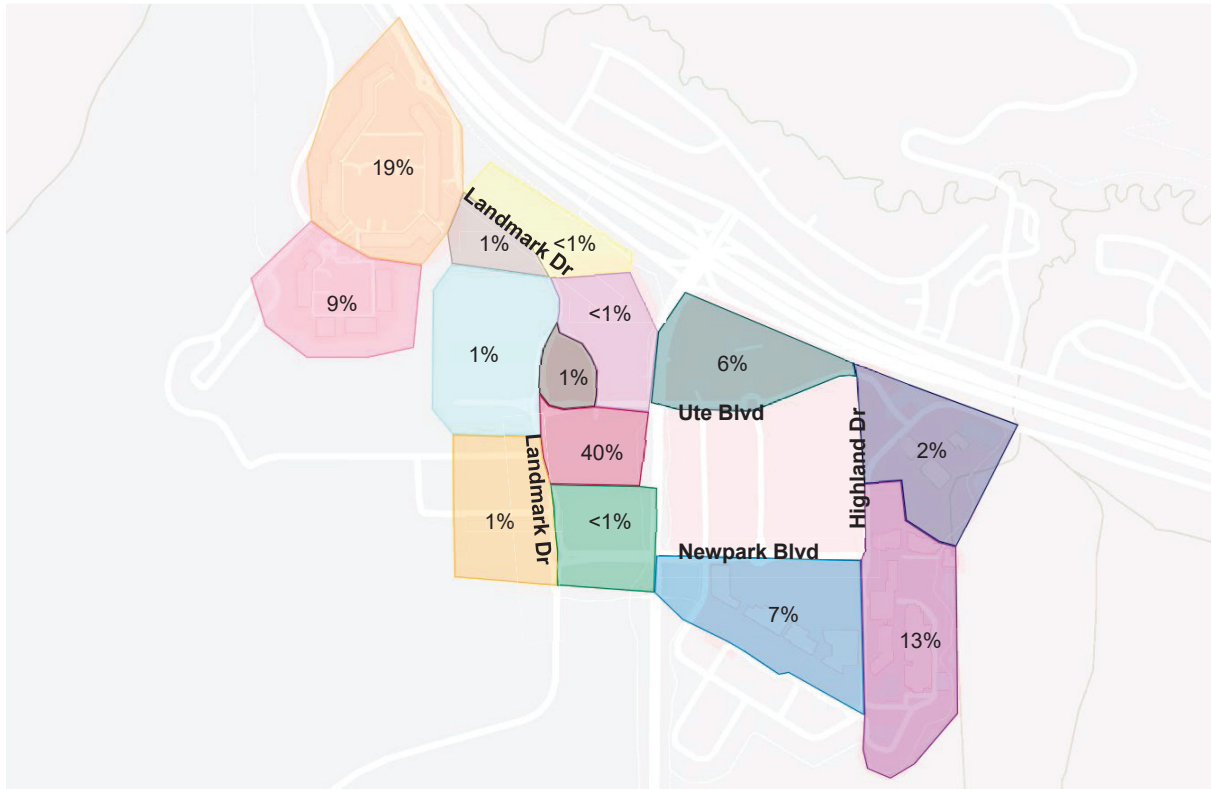 19%
Landmark Dr
1%
<1%
9%
<1%
1%
1%
6%
Ute Blvd
40%
Landmark Dr
Highland Dr
2%
1%
<1%
Newpark Blvd
7%
13%